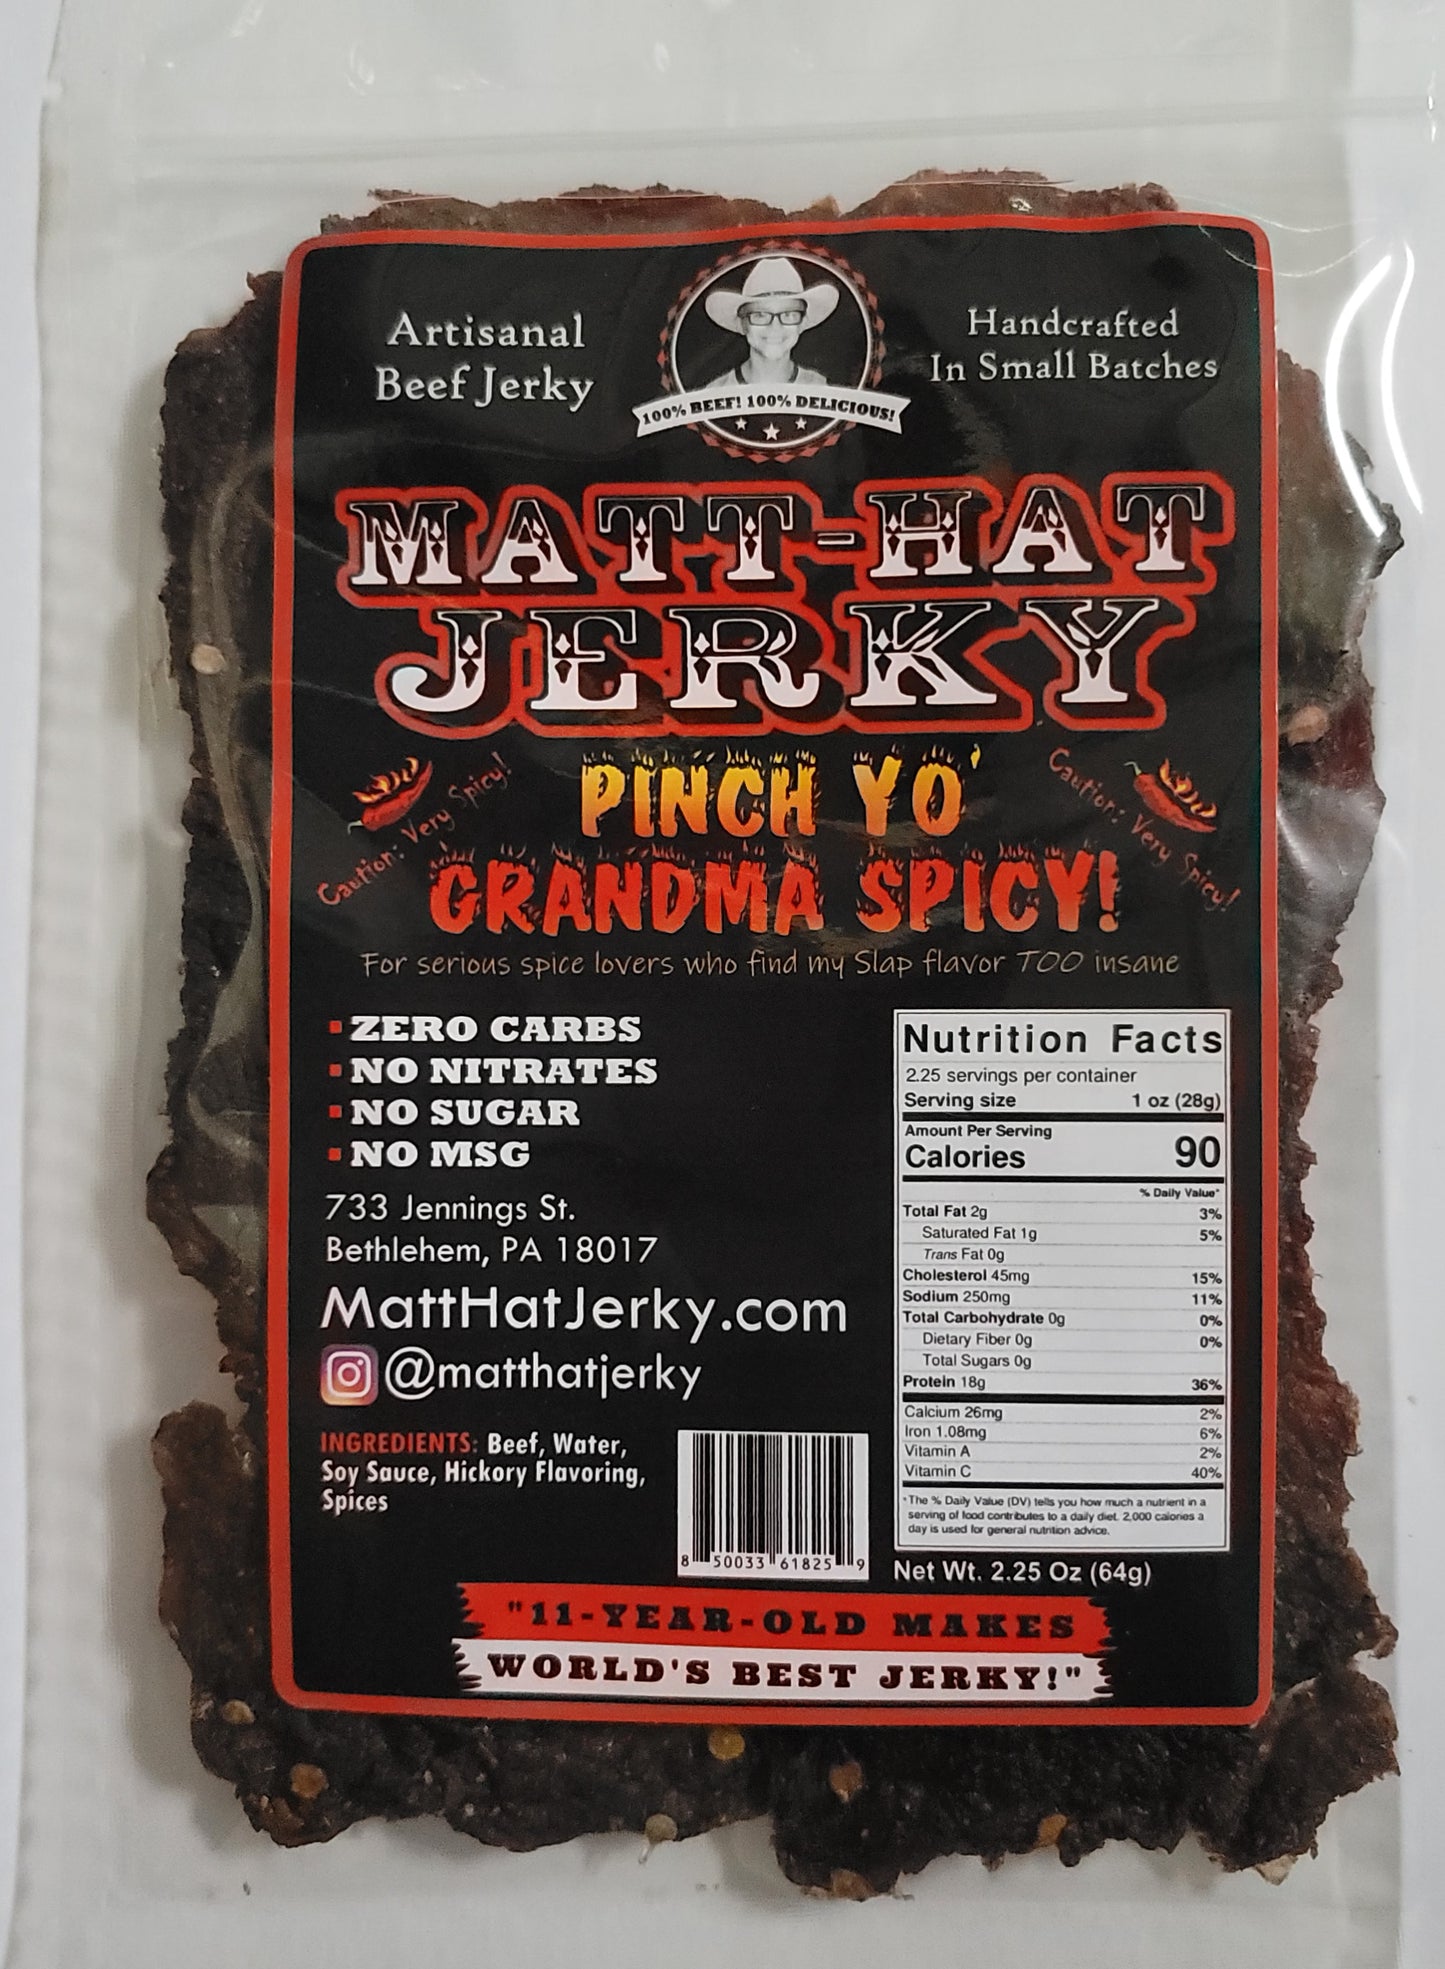 Artisanal
Beef Jerky
100% BEEF! 100% DELICIOUS!
Handcrafted
In Small Batches
MATT-HAT
JERKY
Caution: Very Spicy!
PINCH YO'
GRANDMA SPICY!
Caution: Very Spicy!
For serious spice lovers who find my Slap flavor TOO insane
ZERO CARBS
NO NITRATES
NO SUGAR
NO MSG
733 Jennings St.
Bethlehem, PA 18017
MattHatJerky.com
@matthatjerky
INGREDIENTS: Beef, Water,
Soy Sauce, Hickory Flavoring,
Spices
8 50033 61825 9
Nutrition Facts
2.25 servings per container
Serving size 1 oz (28g)
Amount Per Serving
Calories 90
% Daily Value*
Total Fat 2g 3%
Saturated Fat 1g 5%
Trans Fat 0g
Cholesterol 45mg 15%
Sodium 250mg 11%
Total Carbohydrate 0g 0%
Dietary Fiber 0g 0%
Total Sugars 0g
Protein 18g 36%
Calcium 26mg 2%
Iron 1.08mg 6%
Vitamin A 2%
Vitamin C 40%
*The % Daily Value (DV) tells you how much a nutrient in a
serving of food contributes to a daily diet. 2,000 calories a
day is used for general nutrition advice.
Net Wt. 2.25 Oz (64g)
"11-YEAR-OLD MAKES
WORLD'S BEST JERKY!"